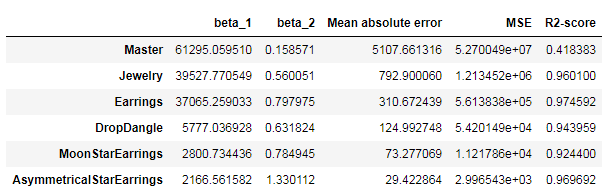 beta_1 beta_2 Mean absolute error MSE R2-score
Master 61295.059510 0.158571 5107.661316 5.270049e+07 0.418383
Jewelry 39527.770549 0.560051 792.900060 1.213452e+06 0.960100
Earrings 37065.259033 0.797975 310.672439 5.613838e+05 0.974592
DropDangle 5777.036928 0.631824 124.992748 5.420149e+04 0.943959
MoonStarEarrings 2800.734436 0.784945 73.277069 1.121786e+04 0.924400
AsymmetricalStarEarrings 2166.561582 1.330112 29.422864 2.996543e+03 0.969692